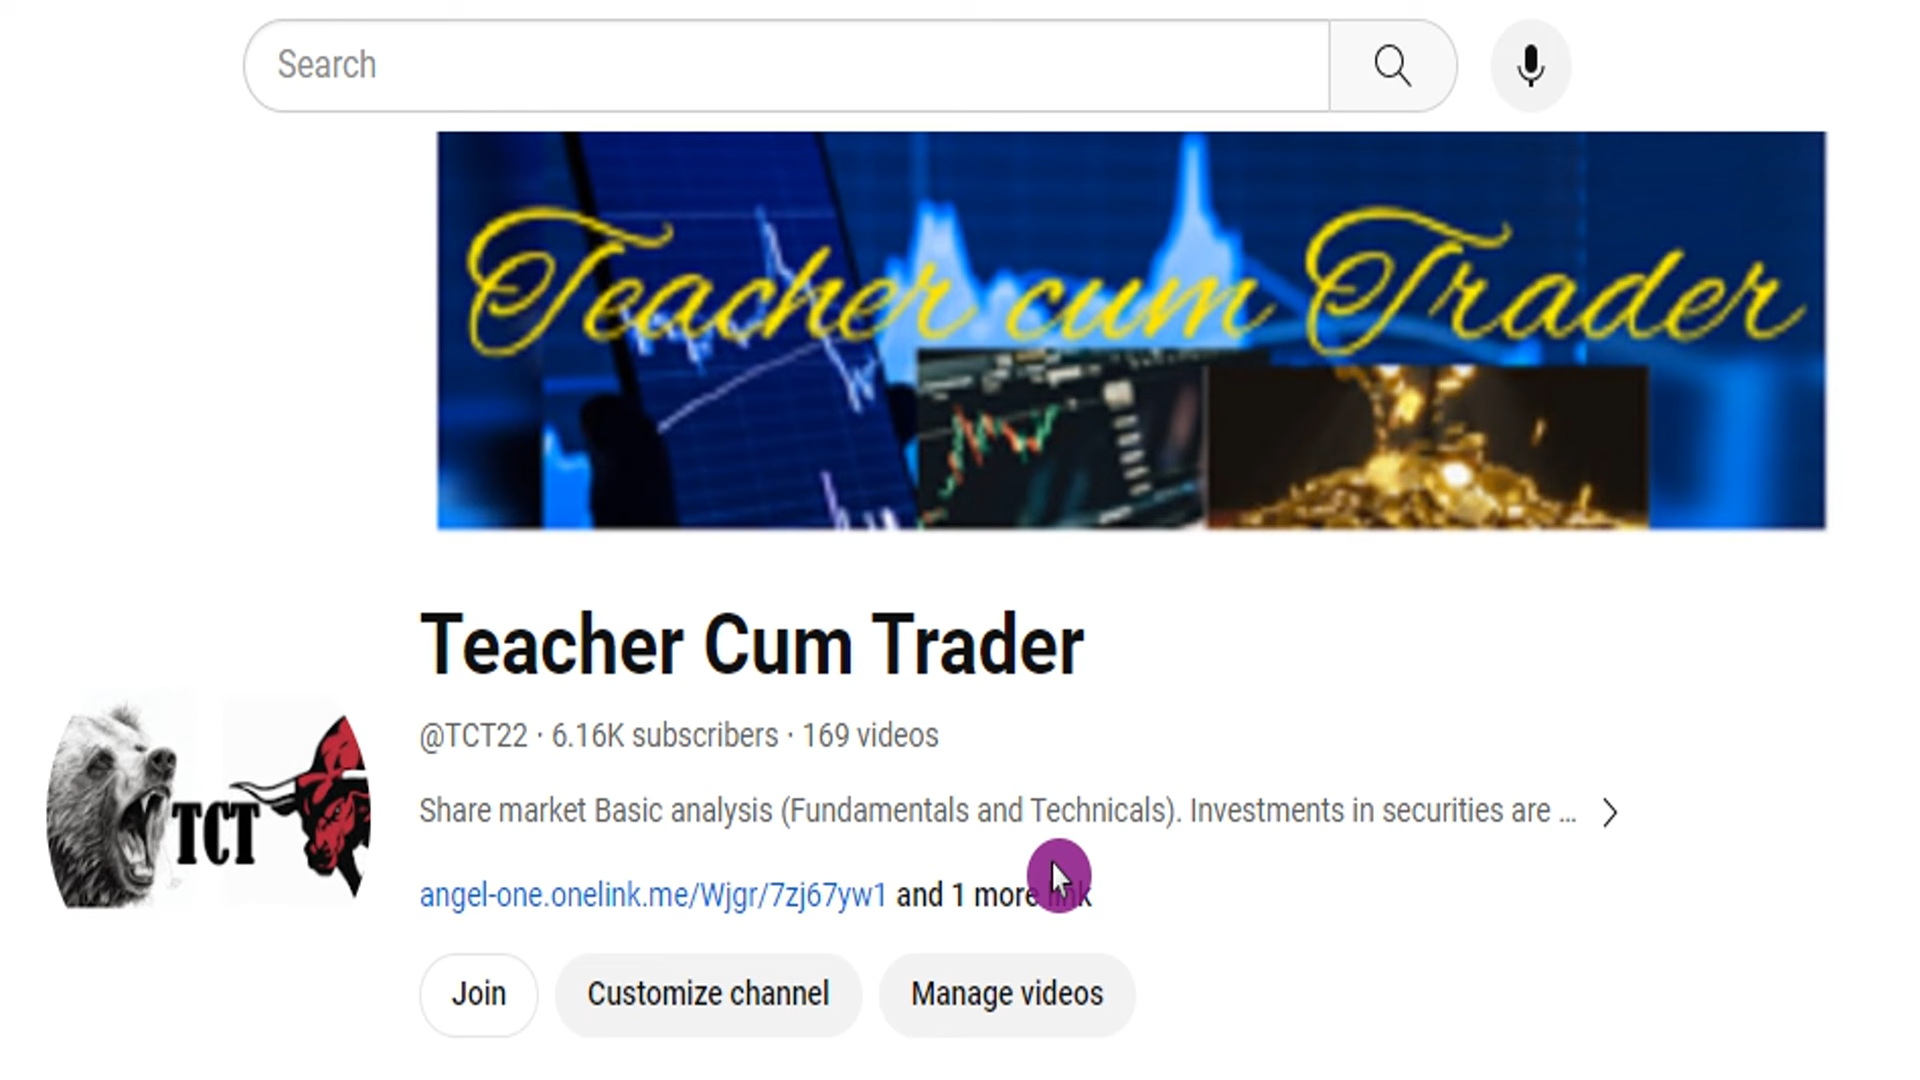 Search
Teacher cum Trader
Teacher Cum Trader
@TCT22 · 6.16K subscribers · 169 videos
TCT
Share market Basic analysis (Fundamentals and Technicals). Investments in securities are ...
angel-one.onelink.me/Wjgr/7zj67yw1 and 1 more link
Join
Customize channel
Manage videos